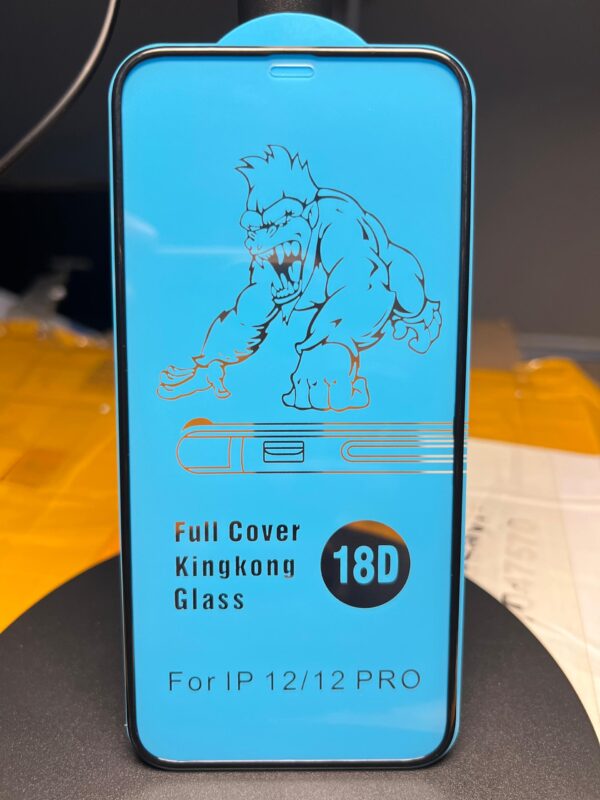 Full Cover
Kingkong
Glass
18D
For IP 12/12 PRO